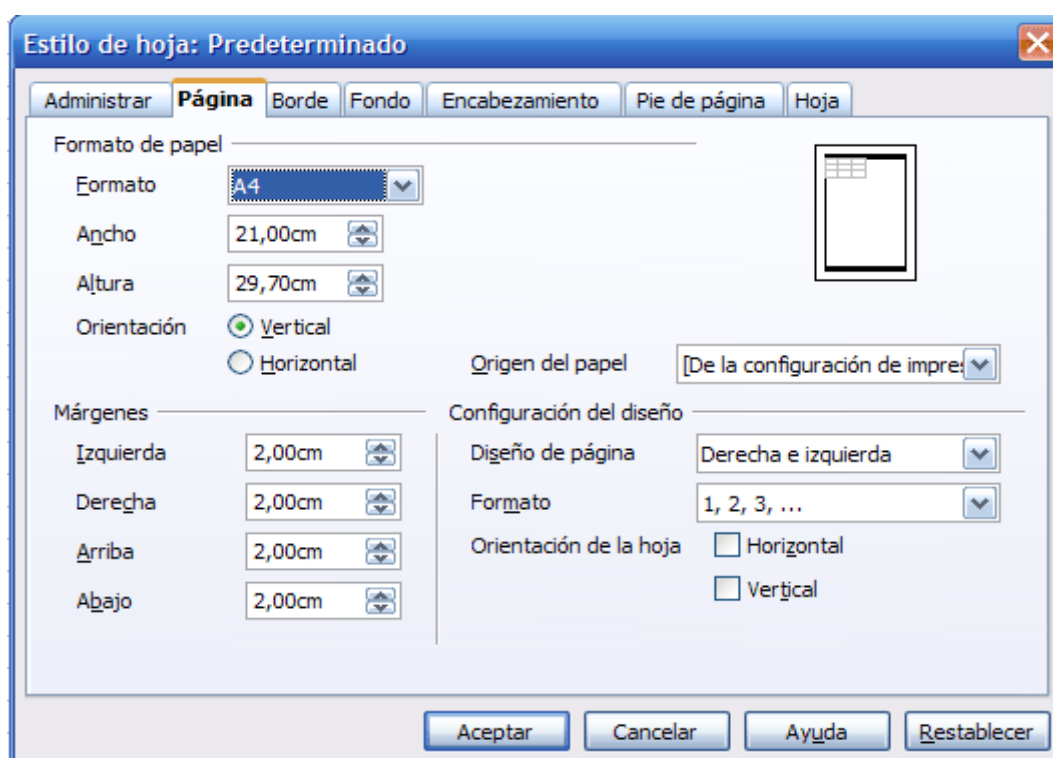 Estilo de hoja: Predeterminado
Administrar Página Borde Fondo Encabezamiento Pie de página Hoja
Formato de papel
Formato A4
Ancho 21,00cm
Altura 29,70cm
Orientación Vertical
Horizontal Origen del papel [De la configuración de impre
Márgenes Configuración del diseño
Izquierda 2,00cm Diseño de página Derecha e izquierda
Derecha 2,00cm Formato 1, 2, 3, ...
Arriba 2,00cm Orientación de la hoja Horizontal
Vertical
Abajo 2,00cm
Aceptar Cancelar Ayuda Restablecer